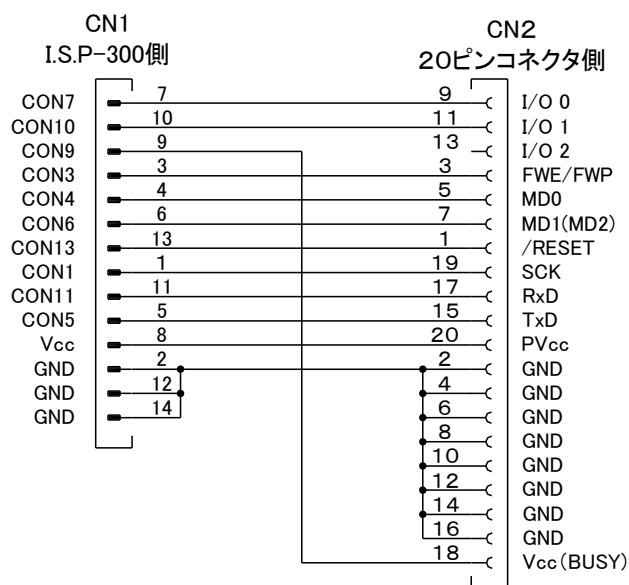 CN1
I.S.P-300側
CN2
20ピンコネクタ側
CON7 7 9 I/O 0
CON10 10 11 I/O 1
CON9 9 13 I/O 2
CON3 3 3 FWE/FWP
CON4 4 5 MD0
CON6 6 7 MD1(MD2)
CON13 13 1 /RESET
CON1 1 19 SCK
CON11 11 17 RxD
CON5 5 15 TxD
Vcc 8 20 PVcc
GND 2 2 GND
GND 12 4 GND
GND 14 6 GND
8 GND
10 GND
12 GND
14 GND
16 GND
18 Vcc(BUSY)